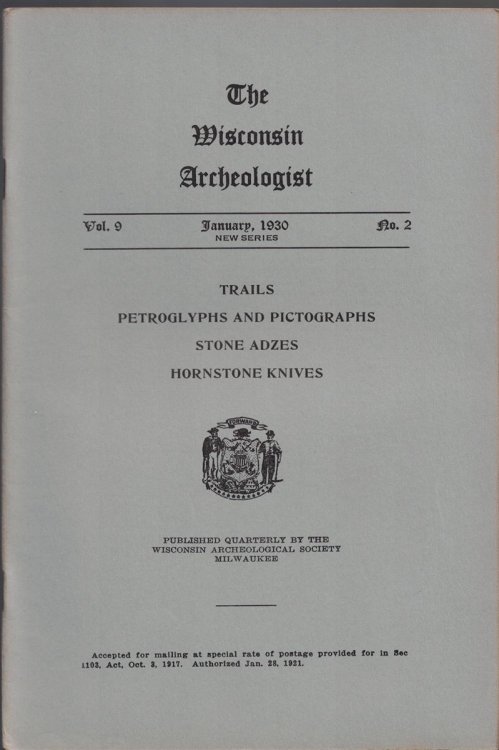 The
Wisconsin
Archeologist
Vol. 9 January, 1930 No. 2
NEW SERIES
TRAILS
PETROGLYPHS AND PICTOGRAPHS
STONE ADZES
HORNSTONE KNIVES
FORWARD
PUBLISHED QUARTERLY BY THE
WISCONSIN ARCHEOLOGICAL SOCIETY
MILWAUKEE
Accepted for mailing at special rate of postage provided for in Sec
1103, Act, Oct. 3, 1917. Authorized Jan. 28, 1921.